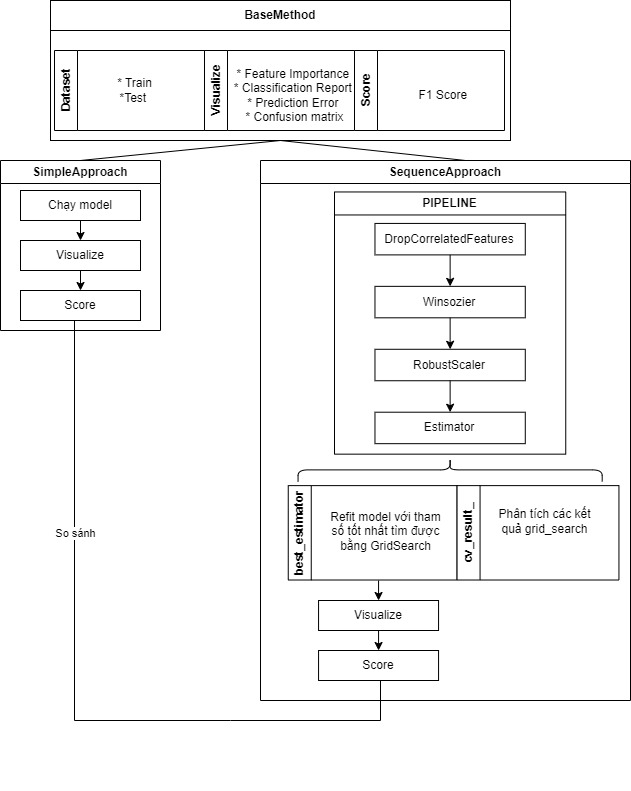 BaseMethod
Dataset
* Train
*Test
Visualize
* Feature Importance
* Classification Report
* Prediction Error
* Confusion matrix
Score
F1 Score
SimpleApproach
Chạy model
Visualize
Score
SequenceApproach
PIPELINE
DropCorrelatedFeatures
Winsozier
RobustScaler
Estimator
best_estimator
Refit model với tham
số tốt nhất tìm được
bằng GridSearch
cv_result_
Phân tích các kết
quả grid_search
Visualize
Score
So sánh